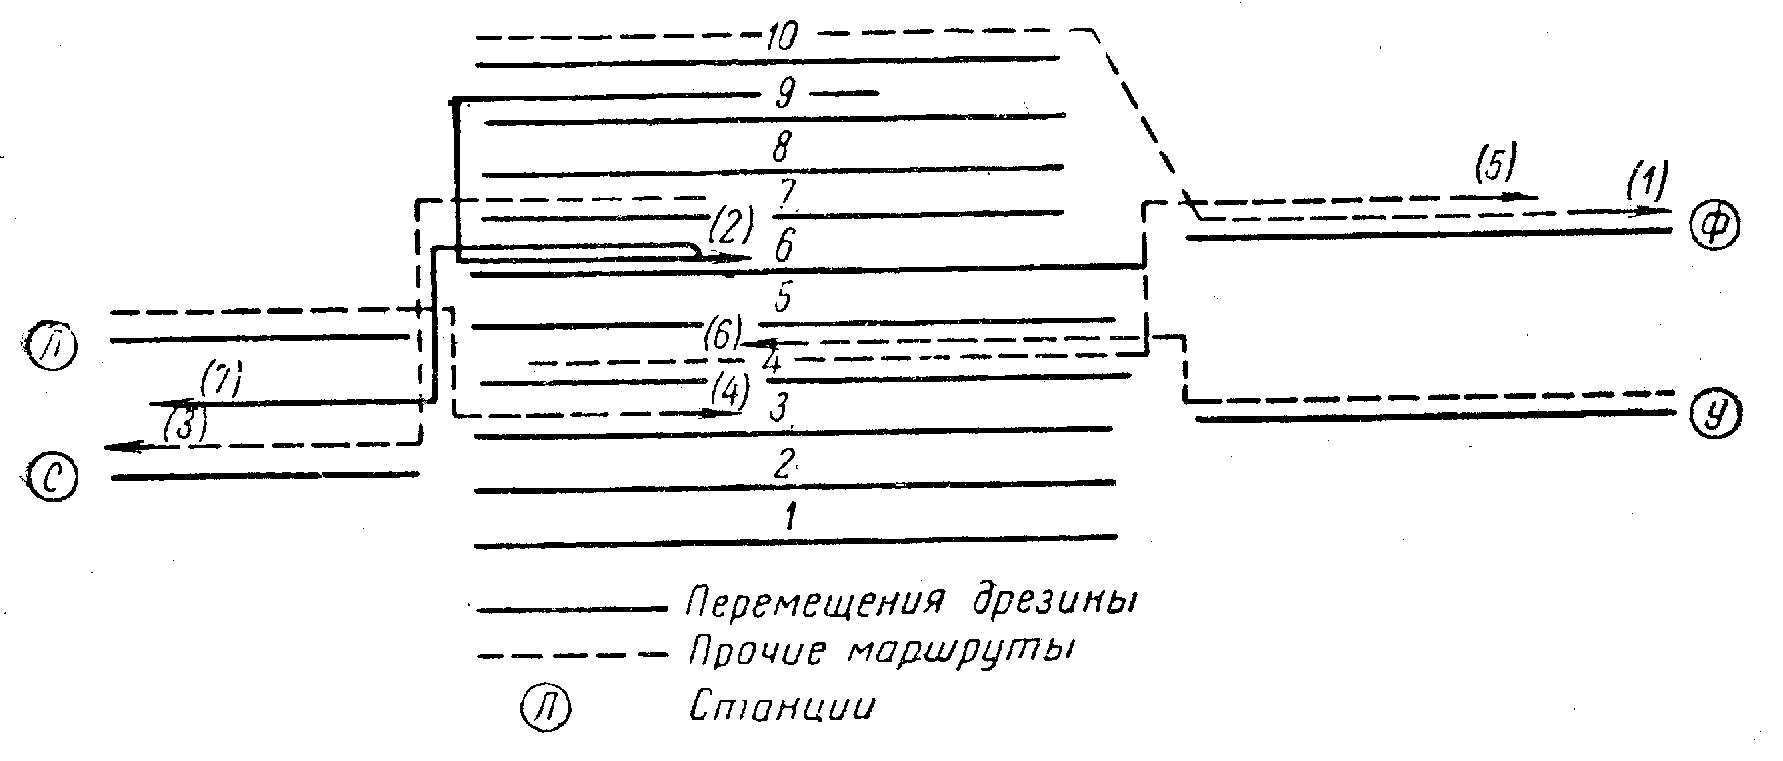 10
9
8
(5)
(1)
7
(2)
Ф
6
5
(6)
Л
4
(7)
(4)
3
У
(3)
2
С
1
Перемещения дрезины
Прочие маршруты
Л Станции